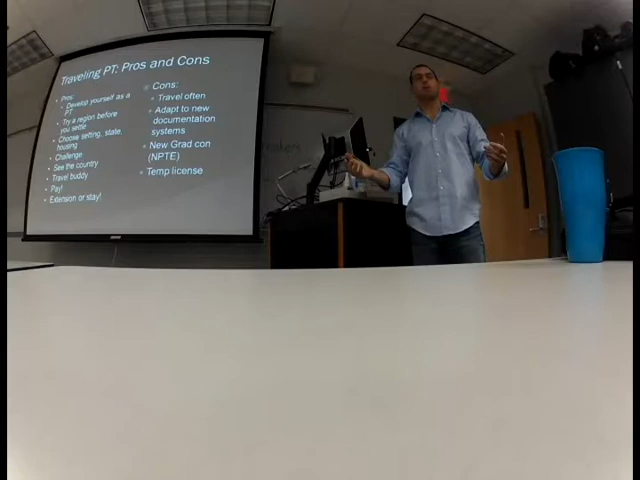 Traveling PT: Pros and Cons
Pros:
Develop yourself as a
PT
Try a region before
you settle
Choose setting, state,
housing
Challenge
See the country
Travel buddy
Pay!
Extension or stay!
Cons:
Travel often
Adapt to new
documentation
systems
New Grad con
(NPTE)
Temp license